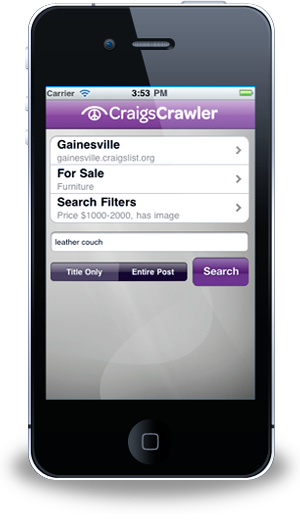 Carrier 3:53 PM
CraigsCrawler
Gainesville
gainesville.craigslist.org
For Sale
Furniture
Search Filters
Price $1000-2000, has image
leather couch
Title Only Entire Post Search